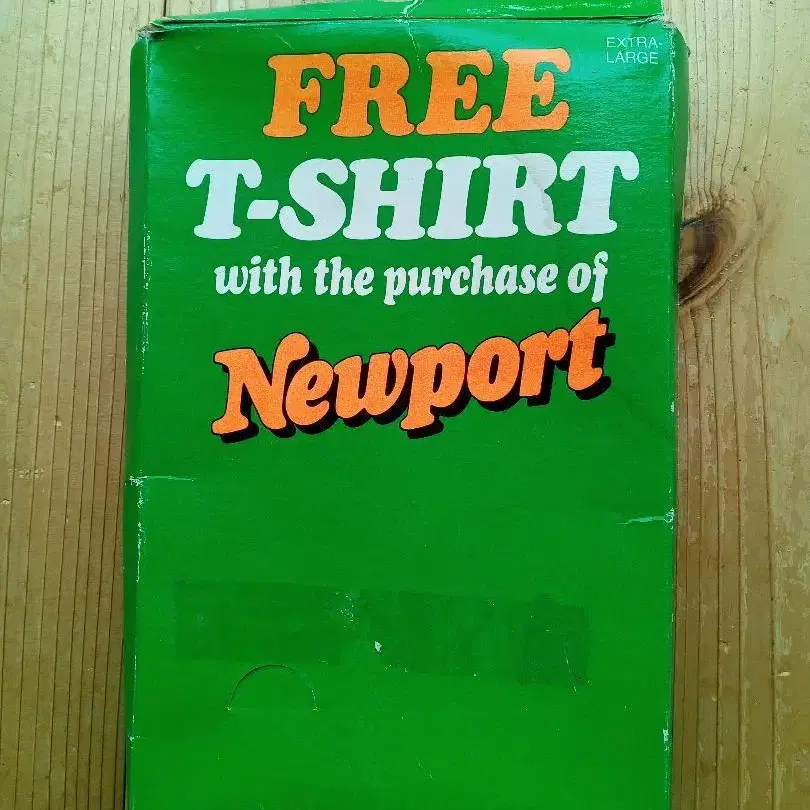 FREE
EXTRA-
LARGE
T-SHIRT
with the purchase of
Newport